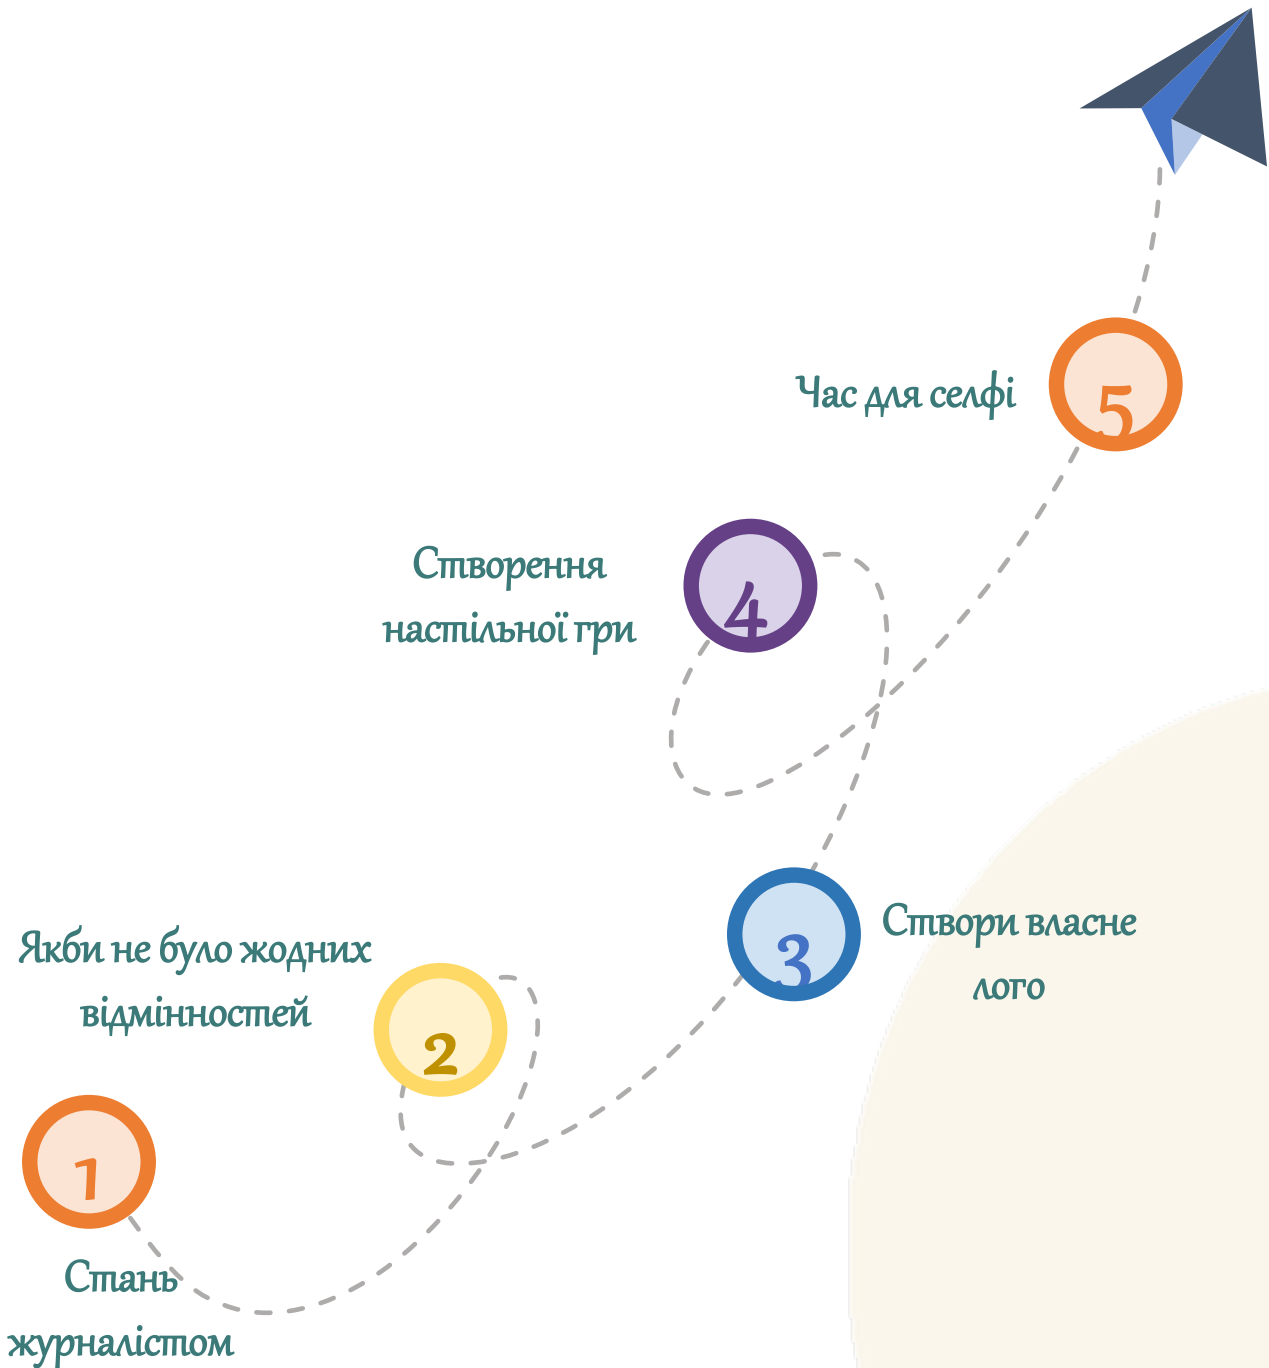 Час для селфі
5
Створення
настільної гри
4
Якби не було жодних
відмінностей
2
3
Створи власне
лого
1
Стань
журналістом